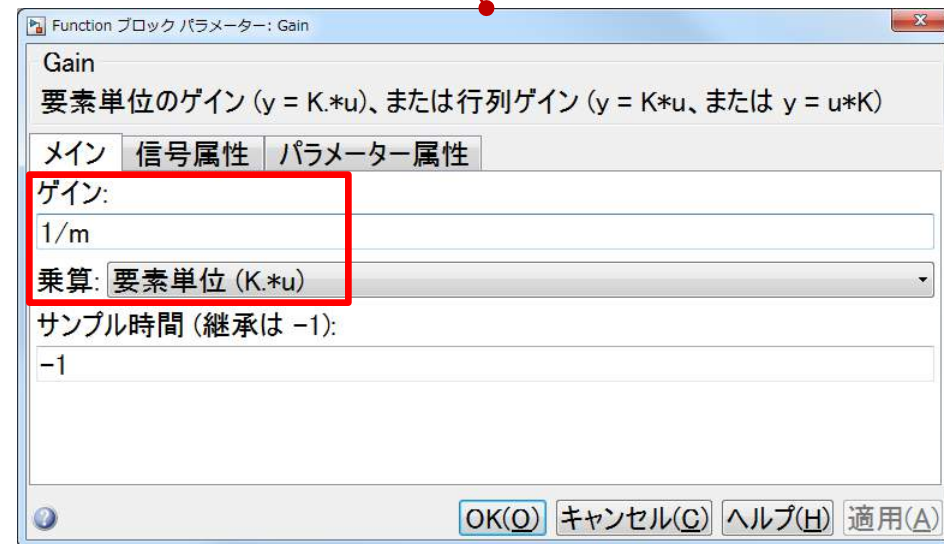 Function ブロック パラメーター: Gain
Gain
要素単位のゲイン (y = K.*u)、または行列ゲイン (y = K*u、または y = u*K)
メイン 信号属性 パラメーター属性
ゲイン:
1/m
乗算: 要素単位 (K.*u)
サンプル時間 (継承は −1):
−1
OK(O) キャンセル(C) ヘルプ(H) 適用(A)